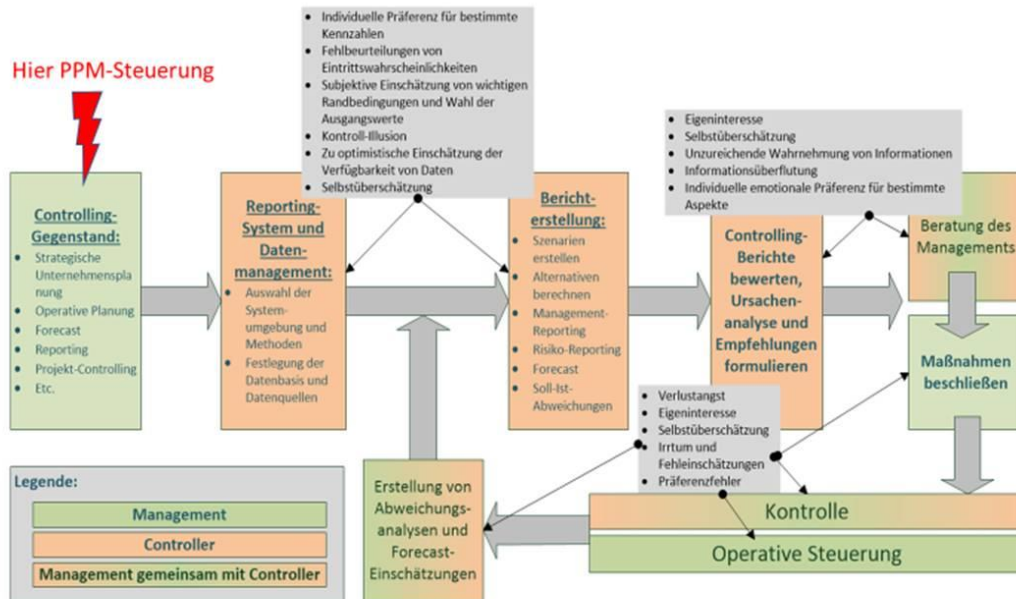 Hier PPM-Steuerung
Controlling-
Gegenstand:
• Strategische
Unternehmenspla
nung
• Operative Planung
• Forecast
• Reporting
• Projekt-Controlling
• Etc.
Reporting-
System und
Daten-
management:
• Auswahl der
System-
umgebung und
Methoden
• Festlegung der
Datenbasis und
Datenquellen
• Individuelle Präferenz für bestimmte
Kennzahlen
• Fehlbeurteilungen von
Eintrittswahrscheinlichkeiten
• Subjektive Einschätzung von wichtigen
Randbedingungen und Wahl der
Ausgangswerte
• Kontroll-Illusion
• Zu optimistische Einschätzung der
Verfügbarkeit von Daten
• Selbstüberschätzung
Bericht-
erstellung:
• Szenarien
erstellen
• Alternativen
berechnen
• Management-
Reporting
• Risiko-Reporting
• Forecast
• Soll-Ist-
Abweichungen
Controlling-
Berichte
bewerten,
Ursachen-
analyse und
Empfehlungen
formulieren
• Eigeninteresse
• Selbstüberschätzung
• Unzureichende Wahrnehmung von Informationen
• Informationsüberflutung
• Individuelle emotionale Präferenz für bestimmte
Aspekte
Beratung des
Managements
Maßnahmen
beschließen
• Verlustangst
• Eigeninteresse
• Selbstüberschätzung
• Irrtum und
Fehleinschätzungen
• Präferenzfehler
Kontrolle
Operative Steuerung
Erstellung von
Abweichungs-
analysen und
Forecast-
Einschätzungen
Legende:
Management
Controller
Management gemeinsam mit Controller